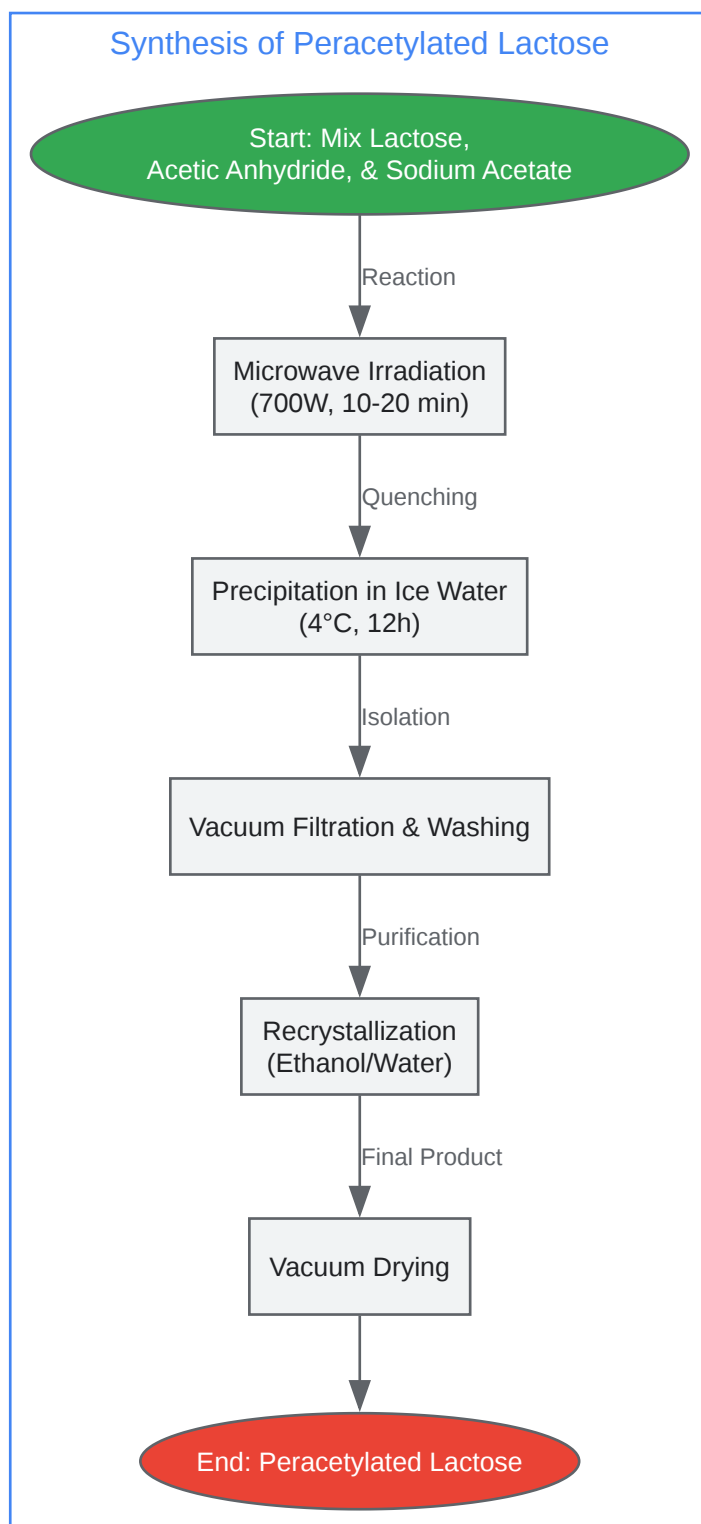 Synthesis of Peracetylated Lactose
Start: Mix Lactose,
Acetic Anhydride, & Sodium Acetate
Reaction
Microwave Irradiation
(700W, 10-20 min)
Quenching
Precipitation in Ice Water
(4°C, 12h)
Isolation
Vacuum Filtration & Washing
Purification
Recrystallization
(Ethanol/Water)
Final Product
Vacuum Drying
End: Peracetylated Lactose